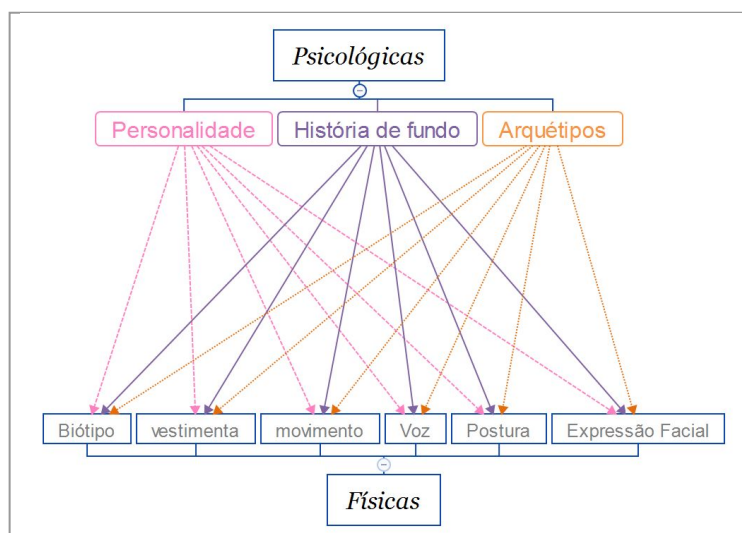 Psicológicas
Personalidade
História de fundo
Arquétipos
Biótipo
vestimenta
movimento
Voz
Postura
Expressão Facial
Físicas